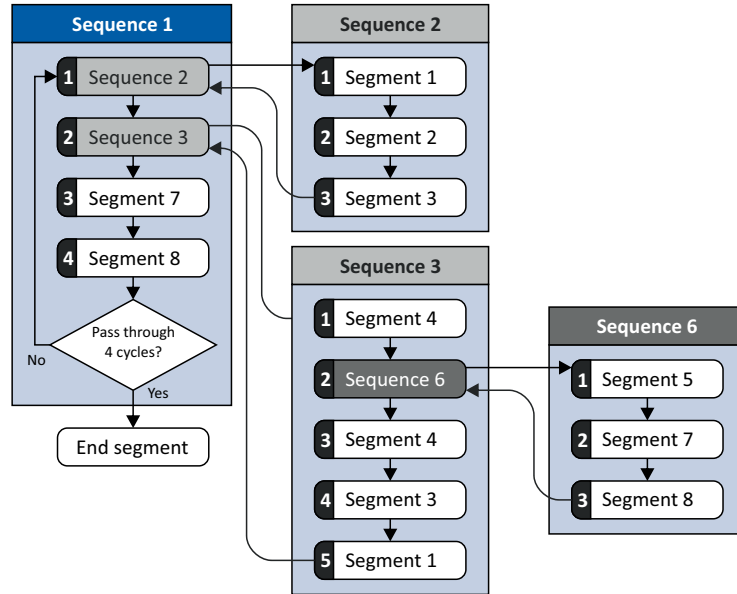 Sequence 1
1 Sequence 2
2 Sequence 3
3 Segment 7
4 Segment 8
Pass through
4 cycles?
No
Yes
End segment
Sequence 2
1 Segment 1
2 Segment 2
3 Segment 3
Sequence 3
1 Segment 4
2 Sequence 6
3 Segment 4
4 Segment 3
5 Segment 1
Sequence 6
1 Segment 5
2 Segment 7
3 Segment 8